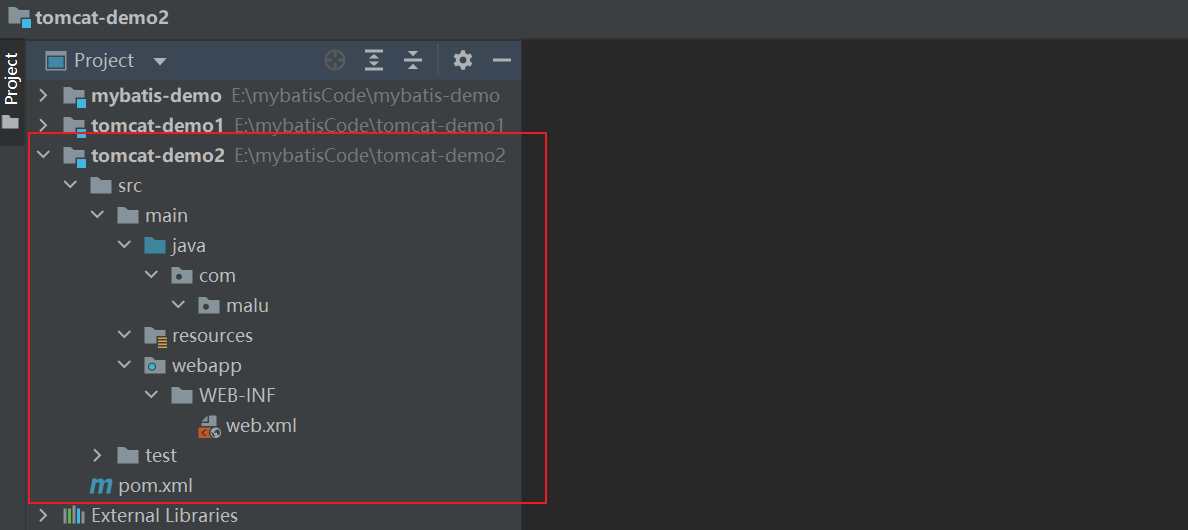 tomcat-demo2
Project
Project
mybatis-demo E:\mybatisCode\mybatis-demo
tomcat-demo1 E:\mybatisCode\tomcat-demo1
tomcat-demo2 E:\mybatisCode\tomcat-demo2
src
main
java
com
malu
resources
webapp
WEB-INF
web.xml
test
pom.xml
External Libraries